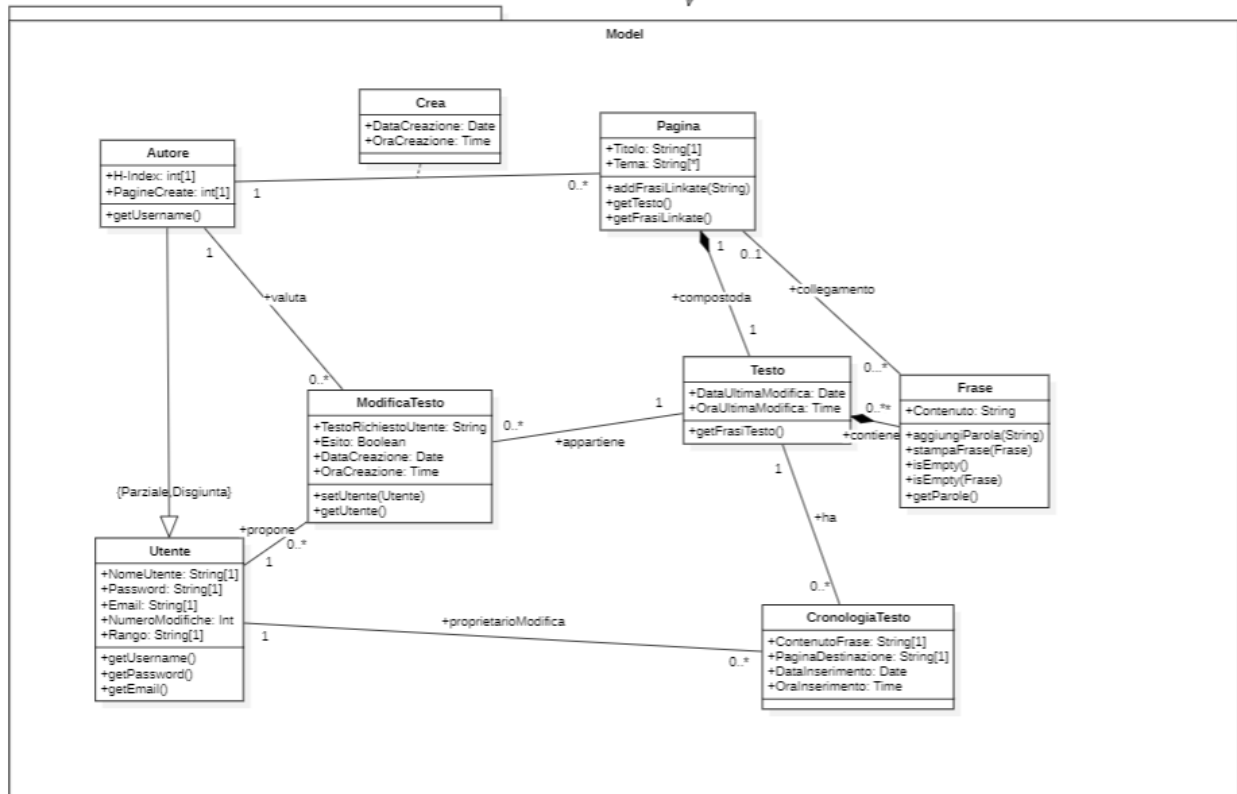 Model
Crea
+DataCreazione: Date
+OraCreazione: Time
Pagina
+Titolo: String[1]
+Tema: String[*]
+addFrasiLinkate(String)
+getTesto()
+getFrasiLinkate()
Autore
+H-Index: int[1]
+PagineCreate: int[1]
+getUsername()
1
0..*
1
+valuta
0..*
1
+compostoda
1
0..1
+collegamento
0...*
Testo
+DataUltimaModifica: Date
+OraUltimaModifica: Time
+getFrasiTesto()
0..**
+contiene
Frase
+Contenuto: String
+aggiungiParola(String)
+stampaFrase(Frase)
+isEmpty()
+isEmpty(Frase)
+getParole()
ModificaTesto
+TestoRichiestoUtente: String
+Esito: Boolean
+DataCreazione: Date
+OraCreazione: Time
+setUtente(Utente)
+getUtente()
0..*
+appartiene
1
{Parziale,Disgiunta}
+propone
0..*
1
1
+ha
0..*
Utente
+NomeUtente: String[1]
+Password: String[1]
+Email: String[1]
+NumeroModifiche: Int
+Rango: String[1]
+getUsername()
+getPassword()
+getEmail()
1
+proprietarioModifica
0..*
CronologiaTesto
+ContenutoFrase: String[1]
+PaginaDestinazione: String[1]
+DataInserimento: Date
+OraInserimento: Time